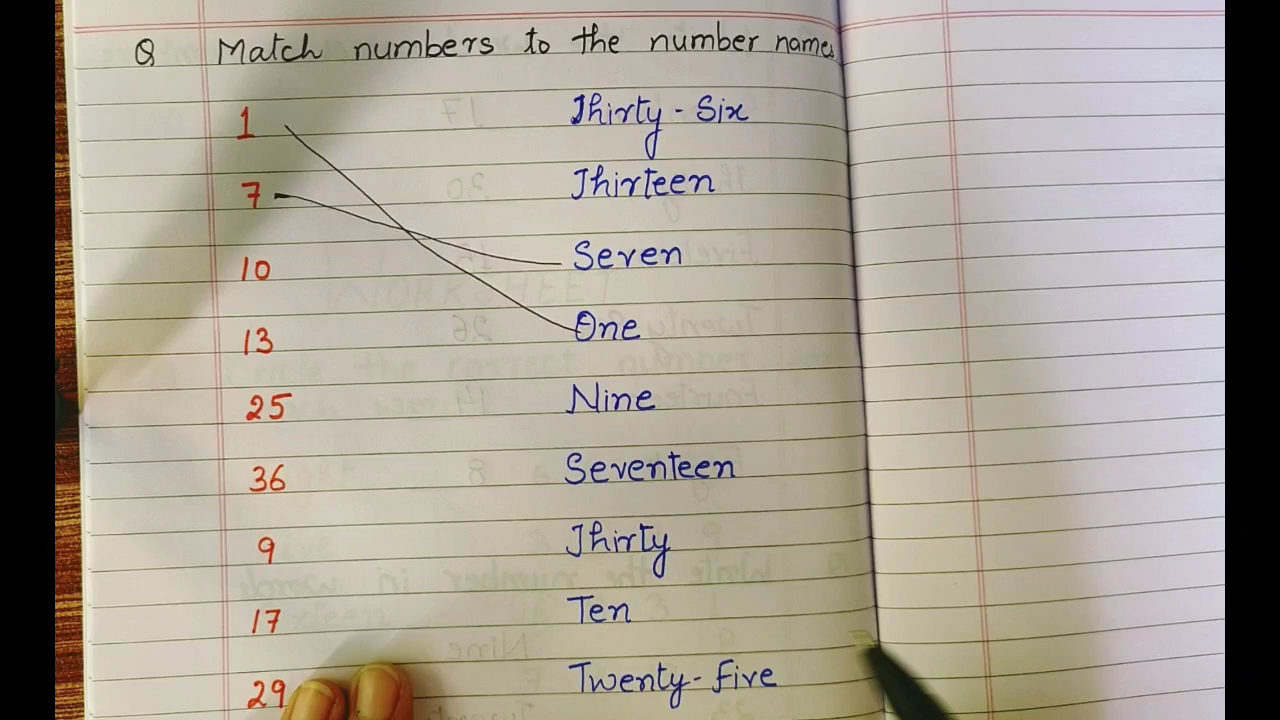 Q Match numbers to the number names
1 Thirty-Six
7 Thirteen
10 Seven
13 One
25 Nine
36 Seventeen
9 Thirty
17 Ten
29 Twenty-five